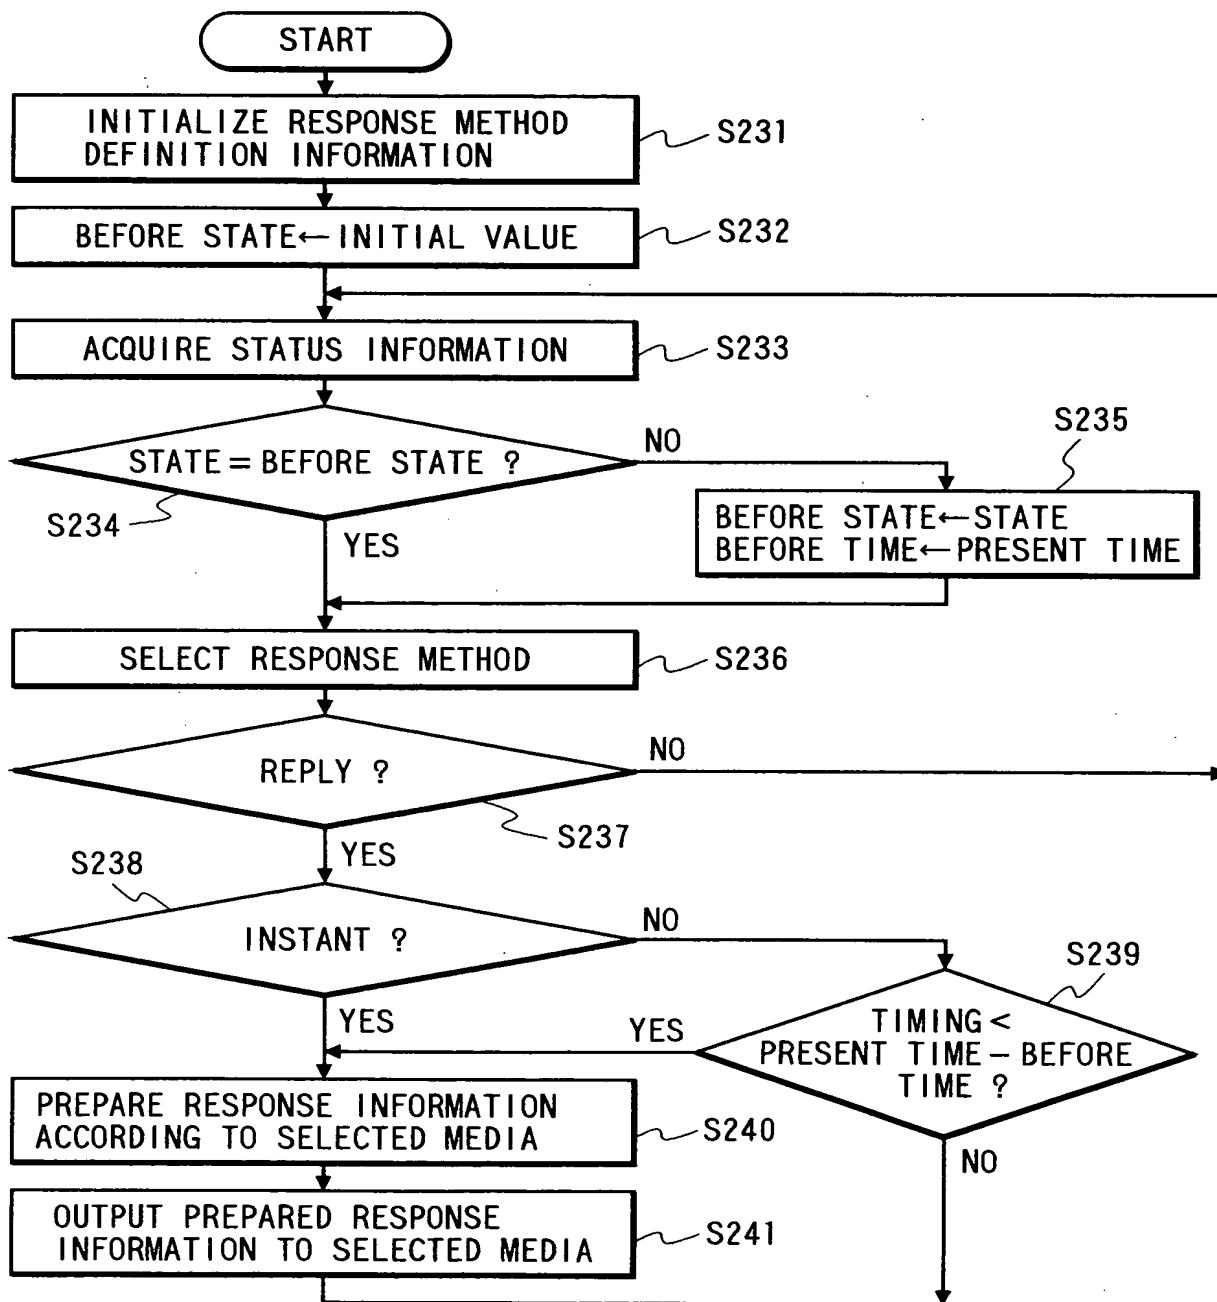 START
INITIALIZE RESPONSE METHOD
DEFINITION INFORMATION
S231
BEFORE STATE←INITIAL VALUE
S232
ACQUIRE STATUS INFORMATION
S233
STATE=BEFORE STATE ?
NO
S234
YES
S235
BEFORE STATE←STATE
BEFORE TIME←PRESENT TIME
SELECT RESPONSE METHOD
S236
REPLY ?
NO
S237
YES
S238
INSTANT ?
NO
YES
S239
TIMING<
PRESENT TIME–BEFORE
TIME ?
YES
NO
PREPARE RESPONSE INFORMATION
ACCORDING TO SELECTED MEDIA
S240
OUTPUT PREPARED RESPONSE
INFORMATION TO SELECTED MEDIA
S241